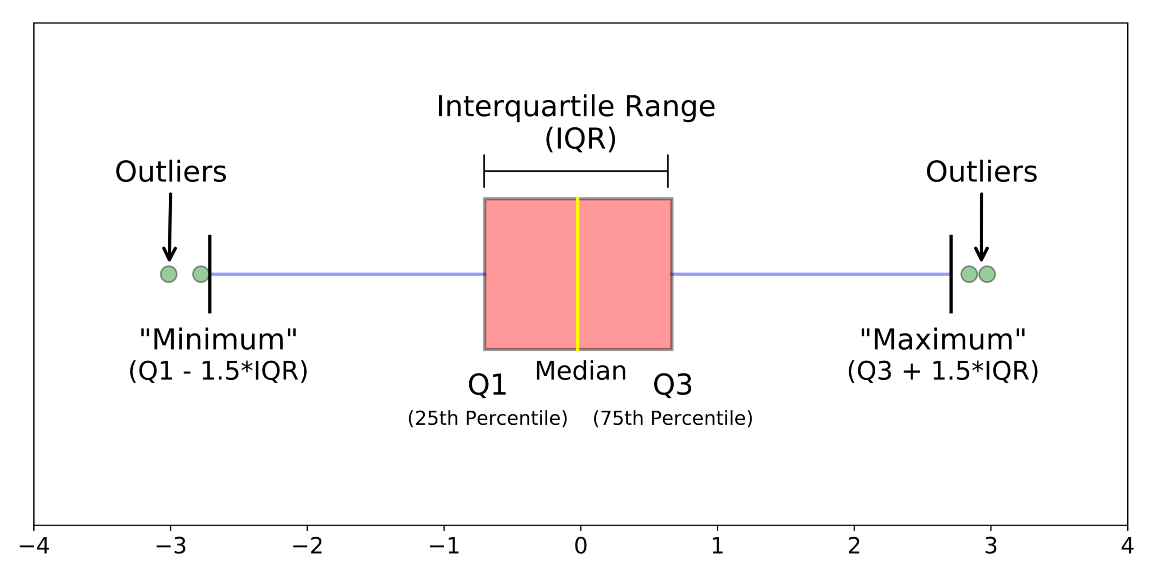 Interquartile Range
(IQR)
Outliers
Outliers
"Minimum"
(Q1 - 1.5*IQR)
"Maximum"
(Q3 + 1.5*IQR)
Median
Q1
Q3
(25th Percentile)
(75th Percentile)
−4 −3 −2 −1 0 1 2 3 4